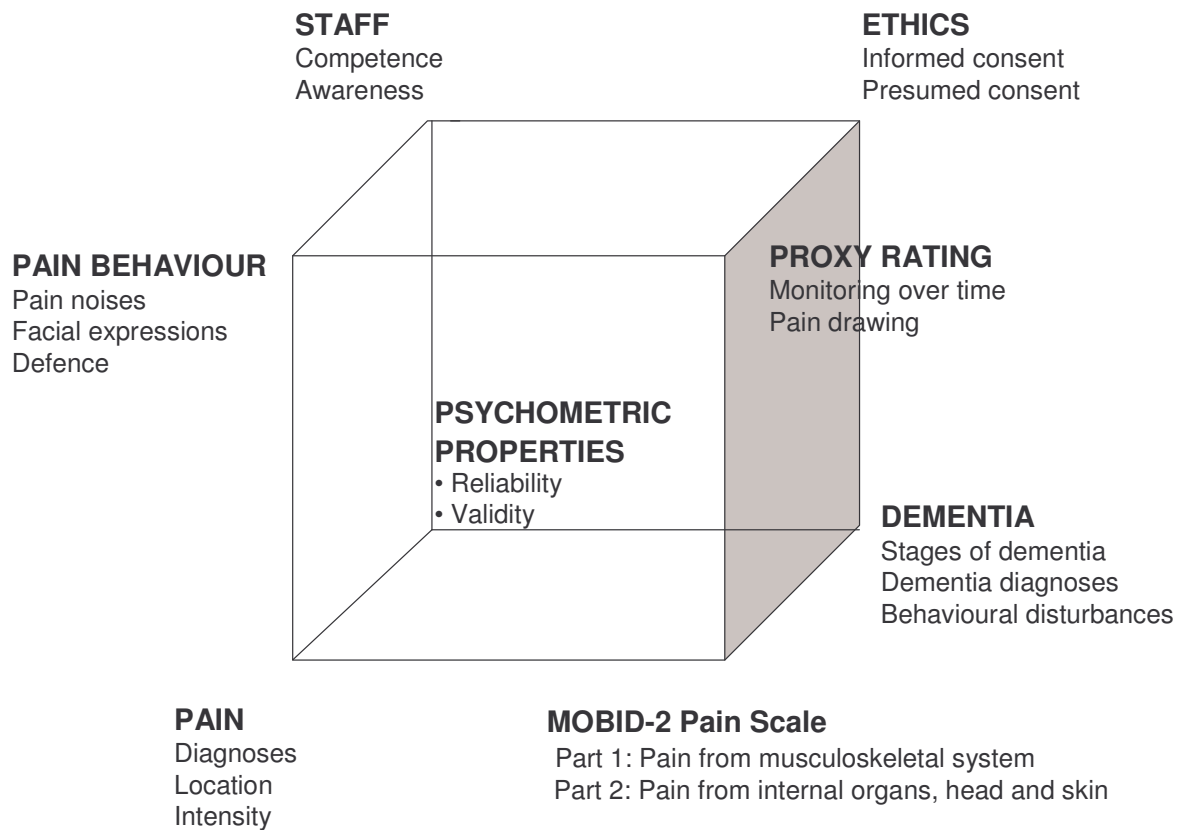 STAFF
Competence
Awareness
ETHICS
Informed consent
Presumed consent
PAIN BEHAVIOUR
Pain noises
Facial expressions
Defence
PROXY RATING
Monitoring over time
Pain drawing
PSYCHOMETRIC
PROPERTIES
• Reliability
• Validity
DEMENTIA
Stages of dementia
Dementia diagnoses
Behavioural disturbances
PAIN
Diagnoses
Location
Intensity
MOBID-2 Pain Scale
Part 1: Pain from musculoskeletal system
Part 2: Pain from internal organs, head and skin